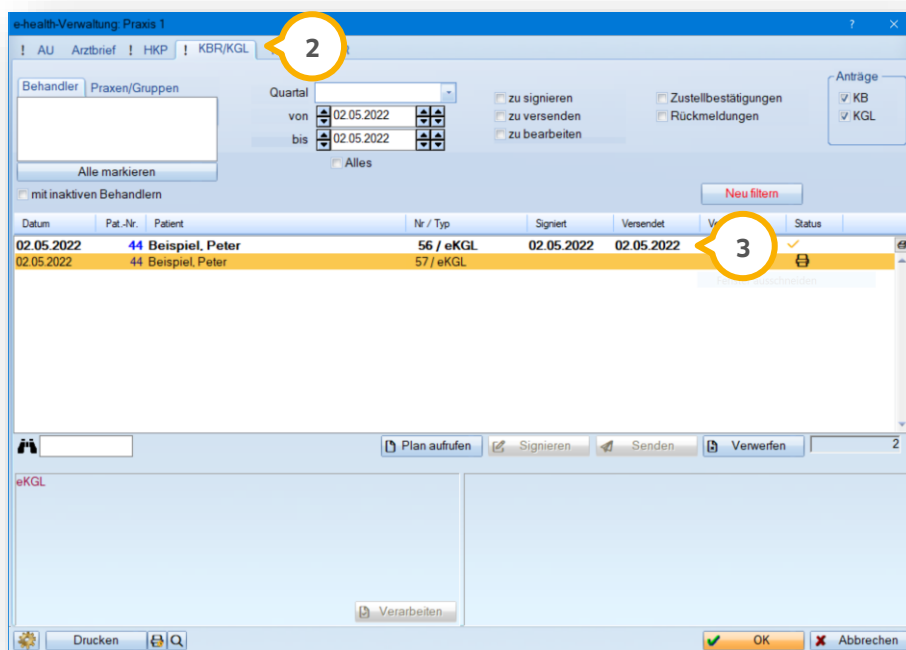 e-health-Verwaltung: Praxis 1 ?
! AU Arztbrief ! HKP ! KBR/KGL 2
Behandler Praxen/Gruppen
Alle markieren
mit inaktiven Behandlern
Quartal
von 02.05.2022
bis 02.05.2022
Alles
zu signieren
zu versenden
zu bearbeiten
Zustellbestätigungen
Rückmeldungen
Anträge
KB
KGL
Neu filtern
Datum Pat.-Nr. Patient Nr / Typ Signiert Versendet Status
02.05.2022 44 Beispiel, Peter 56 / eKGL 02.05.2022 02.05.2022 3
02.05.2022 44 Beispiel, Peter 57 / eKGL
Plan aufrufen Signieren Senden Verwerfen 2
eKGL
Verarbeiten
Drucken OK Abbrechen